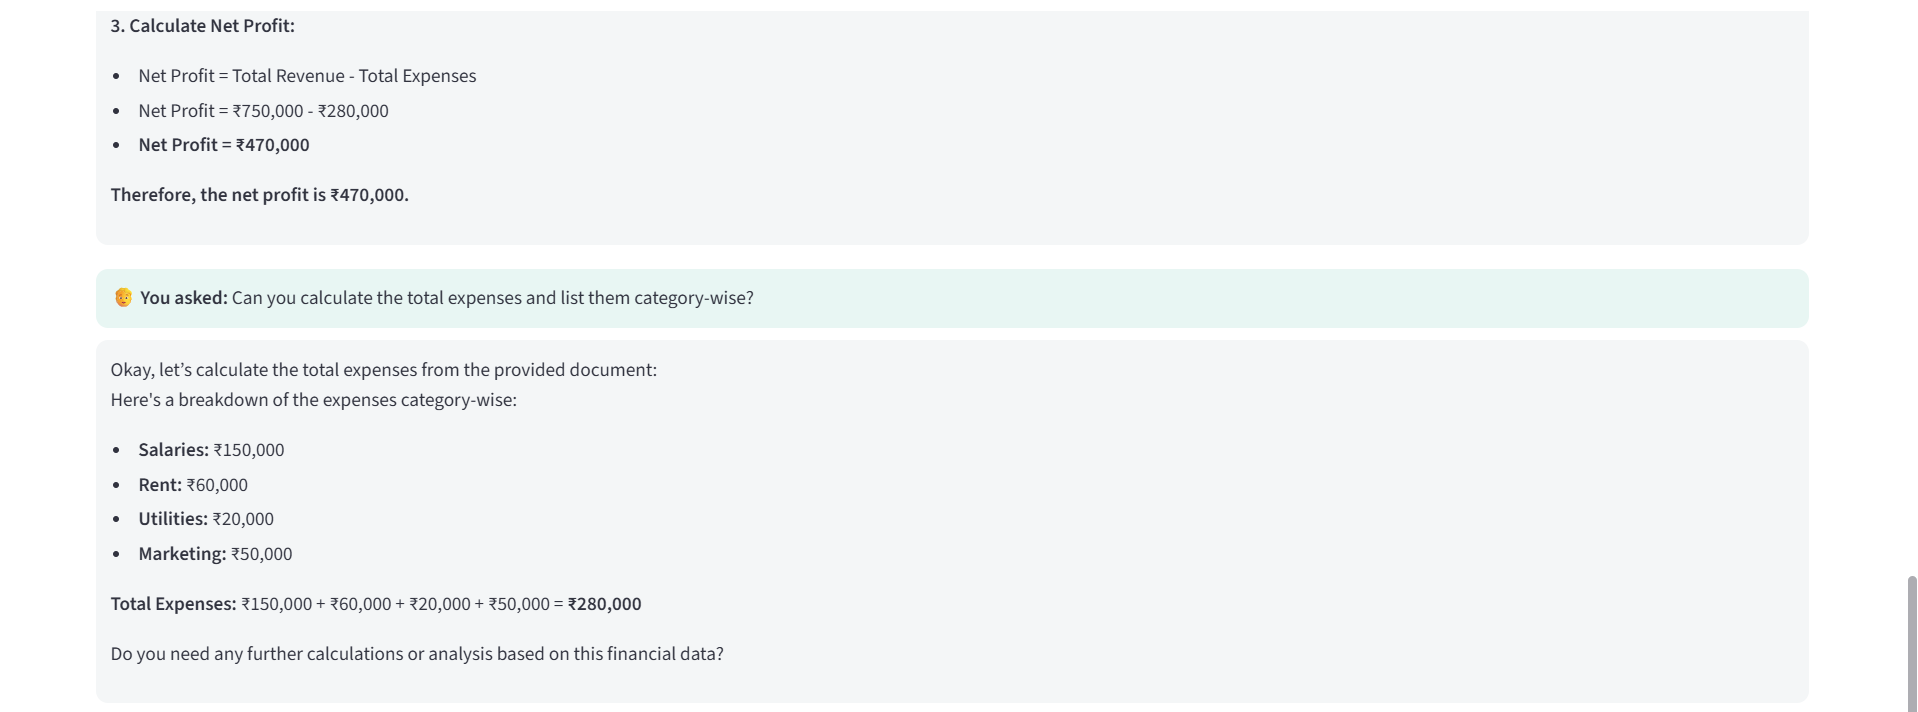 3. Calculate Net Profit:
• Net Profit = Total Revenue - Total Expenses
• Net Profit = ₹750,000 - ₹280,000
• Net Profit = ₹470,000
Therefore, the net profit is ₹470,000.
You asked: Can you calculate the total expenses and list them category-wise?
Okay, let’s calculate the total expenses from the provided document:
Here's a breakdown of the expenses category-wise:
• Salaries: ₹150,000
• Rent: ₹60,000
• Utilities: ₹20,000
• Marketing: ₹50,000
Total Expenses: ₹150,000 + ₹60,000 + ₹20,000 + ₹50,000 = ₹280,000
Do you need any further calculations or analysis based on this financial data?